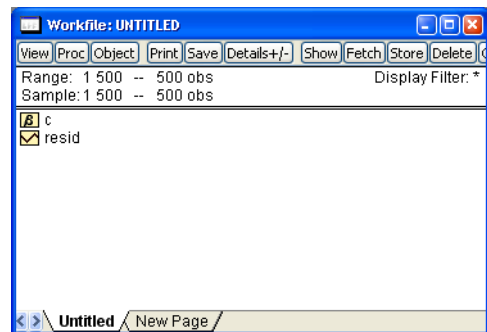 Workfile: UNTITLED
View Proc Object Print Save Details+/- Show Fetch Store Delete
Range: 1 500 -- 500 obs Display Filter: *
Sample: 1 500 -- 500 obs
β c
resid
Untitled New Page